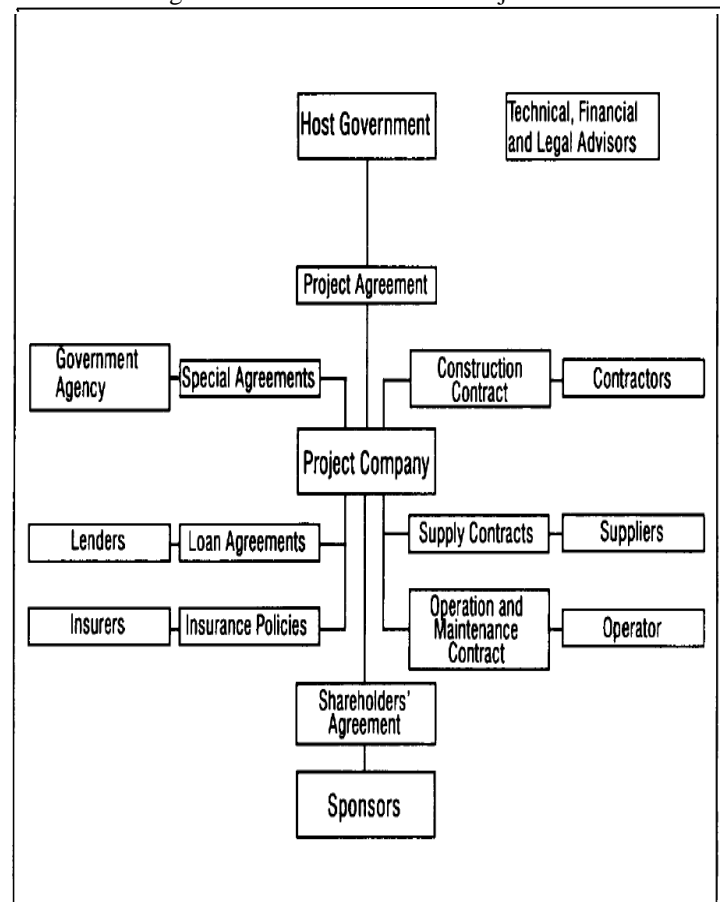 Host Government
Technical, Financial
and Legal Advisors
Project Agreement
Government
Agency
Special Agreements
Construction
Contract
Contractors
Project Company
Lenders
Loan Agreements
Supply Contracts
Suppliers
Insurers
Insurance Policies
Operation and
Maintenance
Contract
Operator
Shareholders'
Agreement
Sponsors